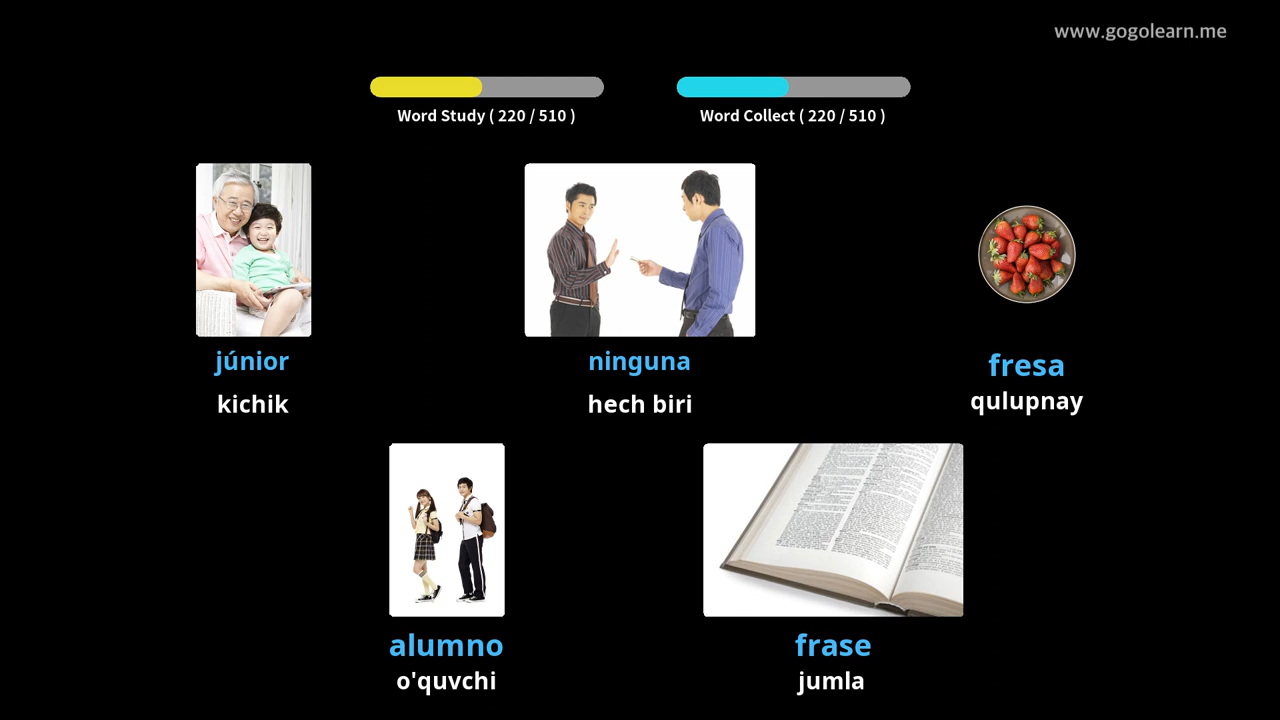 www.gogolearn.me
Word Study ( 220 / 510 )
Word Collect ( 220 / 510 )
júnior
kichik
ninguna
hech biri
fresa
qulupnay
alumno
o'quvchi
frase
jumla